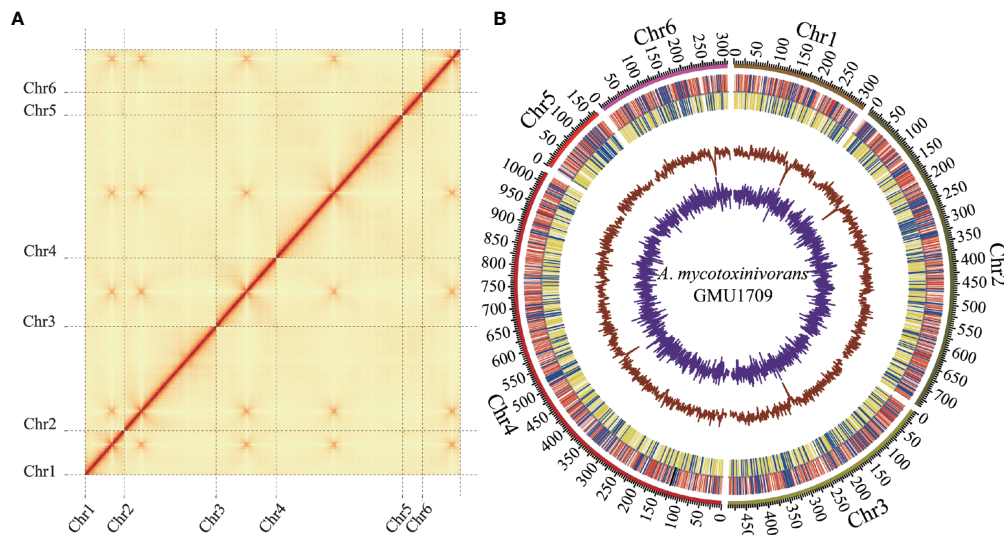 A
Chr6
Chr5
Chr4
Chr3
Chr2
Chr1
Chr1
Chr2
Chr3
Chr4
Chr5
Chr6
B
Chr1
0 50 100 150 200 250 300
Chr2
0 50 100 150 200 250 300 350 400 450 500 550 600 650 700
Chr3
0 50 100 150 200 250 300 350 400 450
Chr4
0 50 100 150 200 250 300 350 400 450 500 550 600 650 700 750 800 850 900 950 1000
Chr5
0 50 100 150
Chr6
0 50 100 150 200 250 300
A. mycotoxinivorans
GMU1709